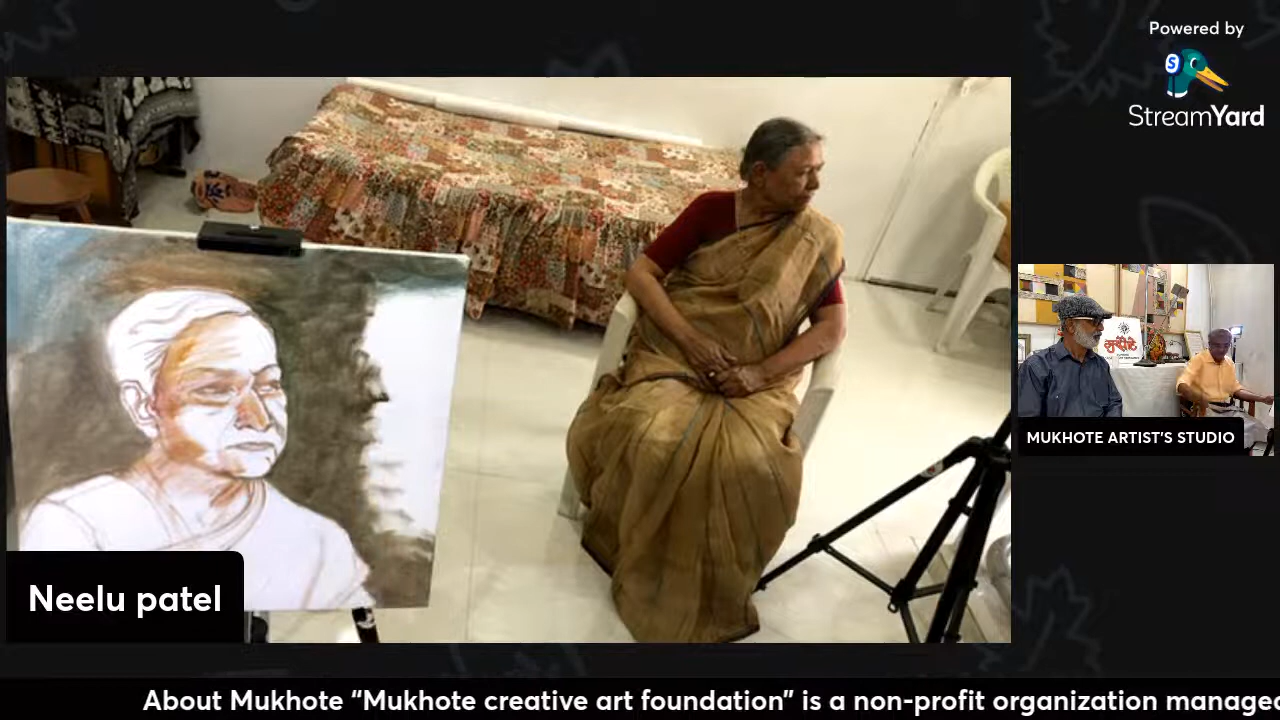 Powered by
StreamYard
मुखोटे
MUKHOTE ARTIST'S STUDIO
Neelu patel
About Mukhote “Mukhote creative art foundation” is a non-profit organization managed